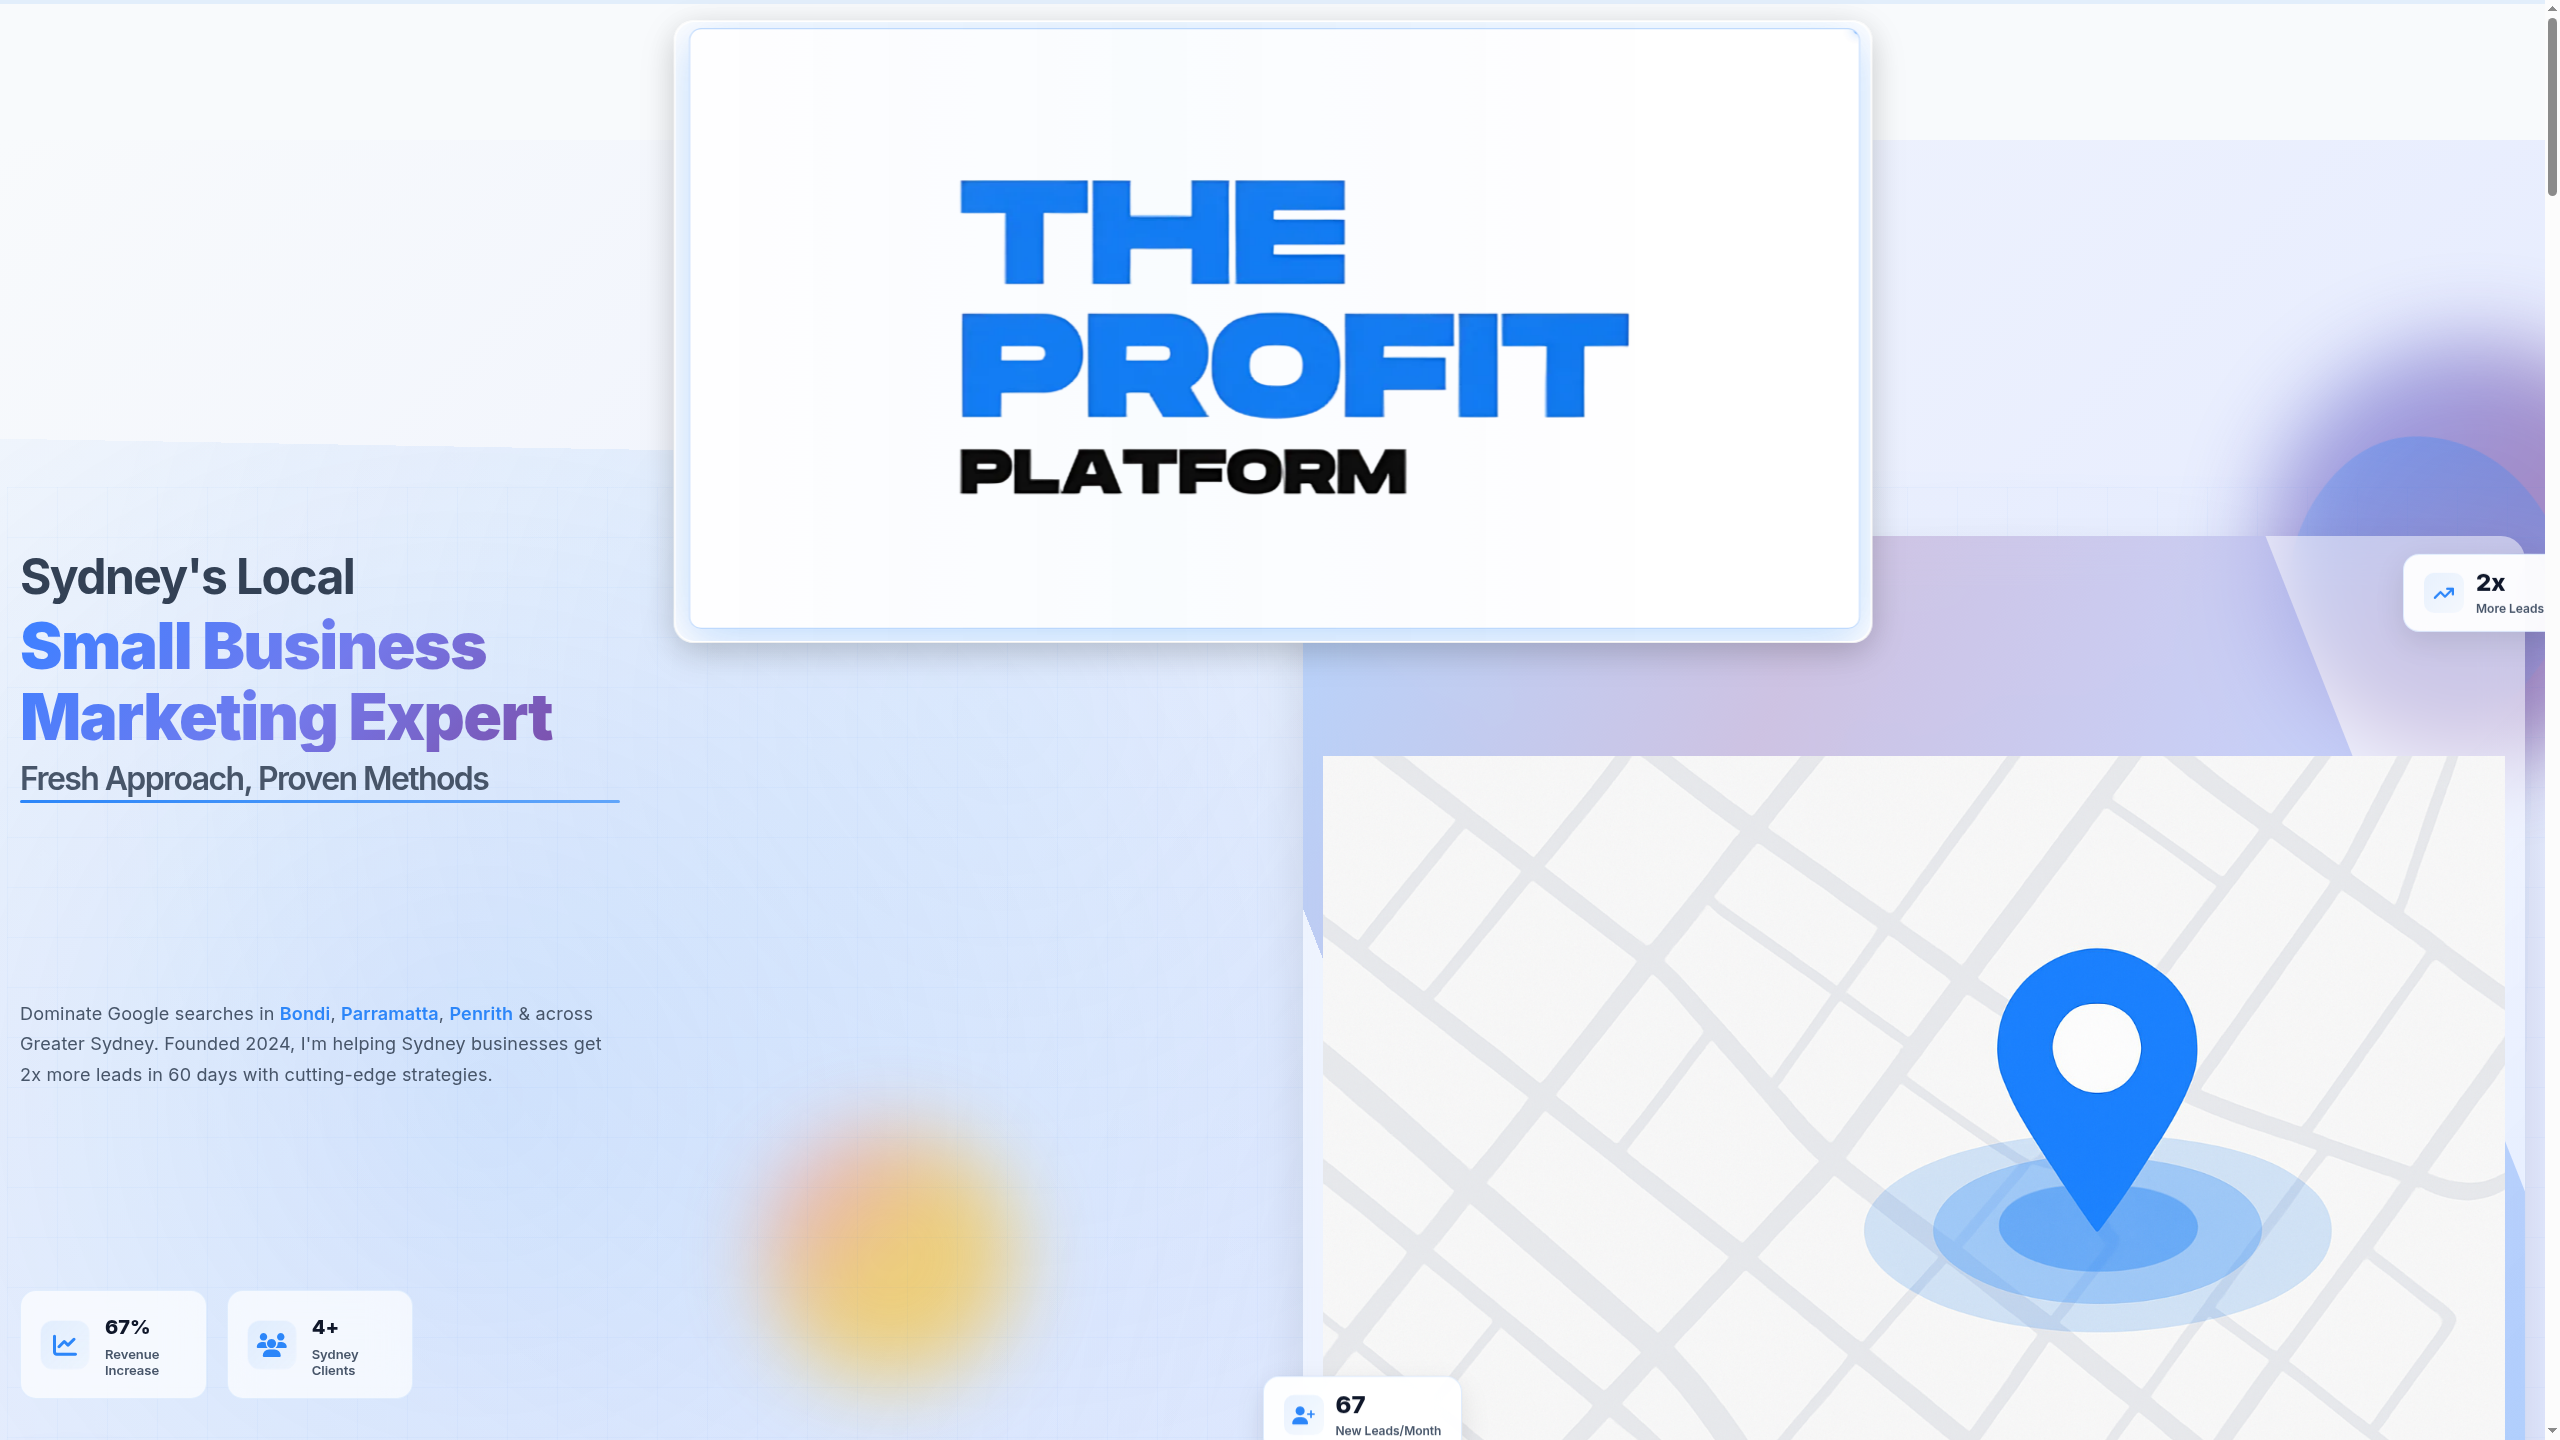 THE
PROFIT
PLATFORM
Sydney's Local
Small Business
Marketing Expert
Fresh Approach, Proven Methods
2x
More Leads
Dominate Google searches in Bondi, Parramatta, Penrith & across
Greater Sydney. Founded 2024, I'm helping Sydney businesses get
2x more leads in 60 days with cutting-edge strategies.
67%
Revenue
Increase
4+
Sydney
Clients
67
New Leads/Month